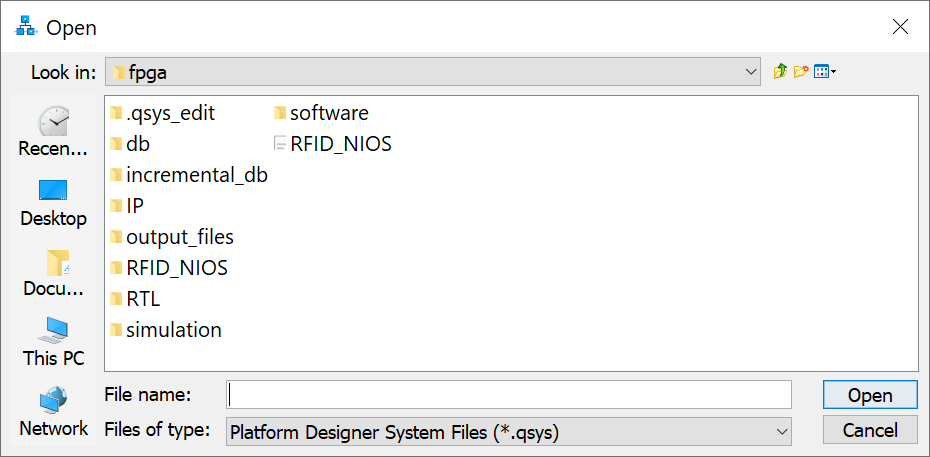 Open
Look in: fpga
.qsys_edit
db
incremental_db
IP
output_files
RFID_NIOS
RTL
simulation
software
RFID_NIOS
Recen...
Desktop
Docu...
This PC
Network
File name:
Open
Files of type: Platform Designer System Files (*.qsys)
Cancel